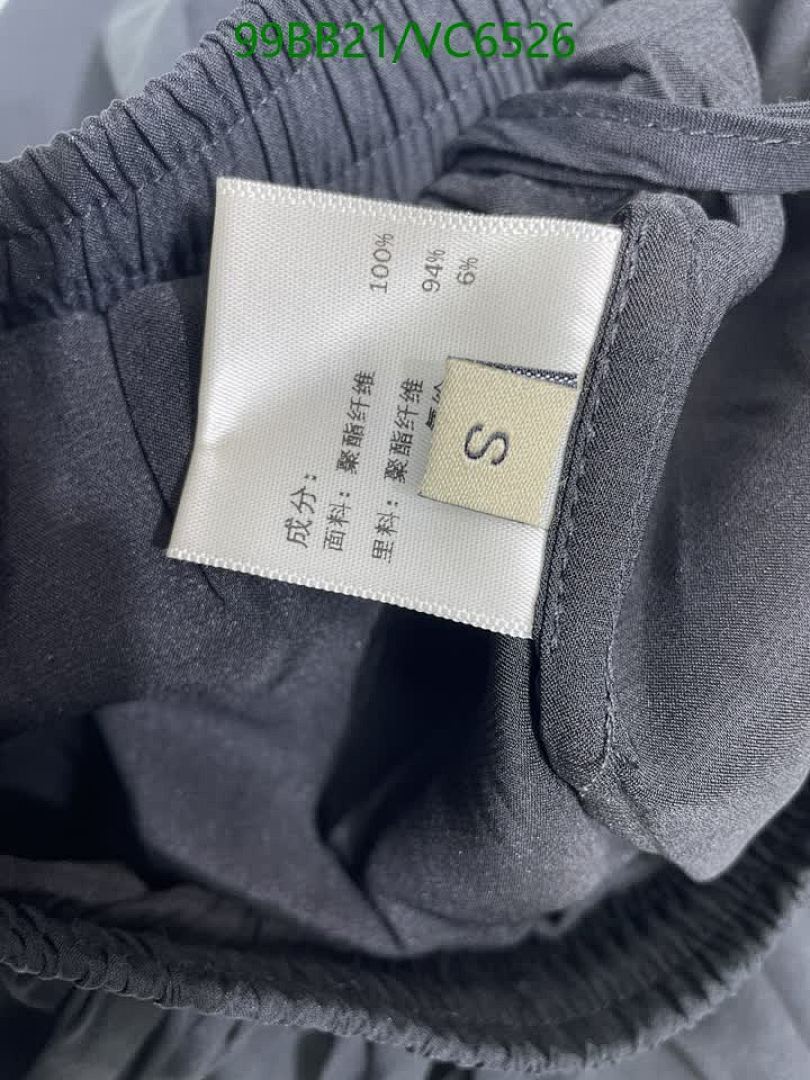 99BB21/VC6526
成分:
面料: 聚酯纤维 100%
里料: 聚酯纤维 94%
6%
S